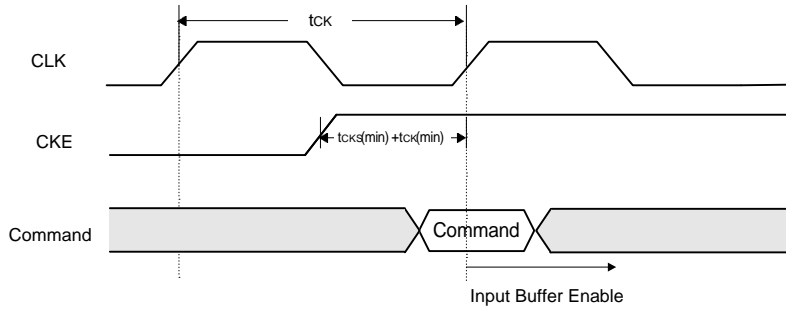 tCK
CLK
CKE
tCKS(min) +tCK(min)
Command
Command
Input Buffer Enable